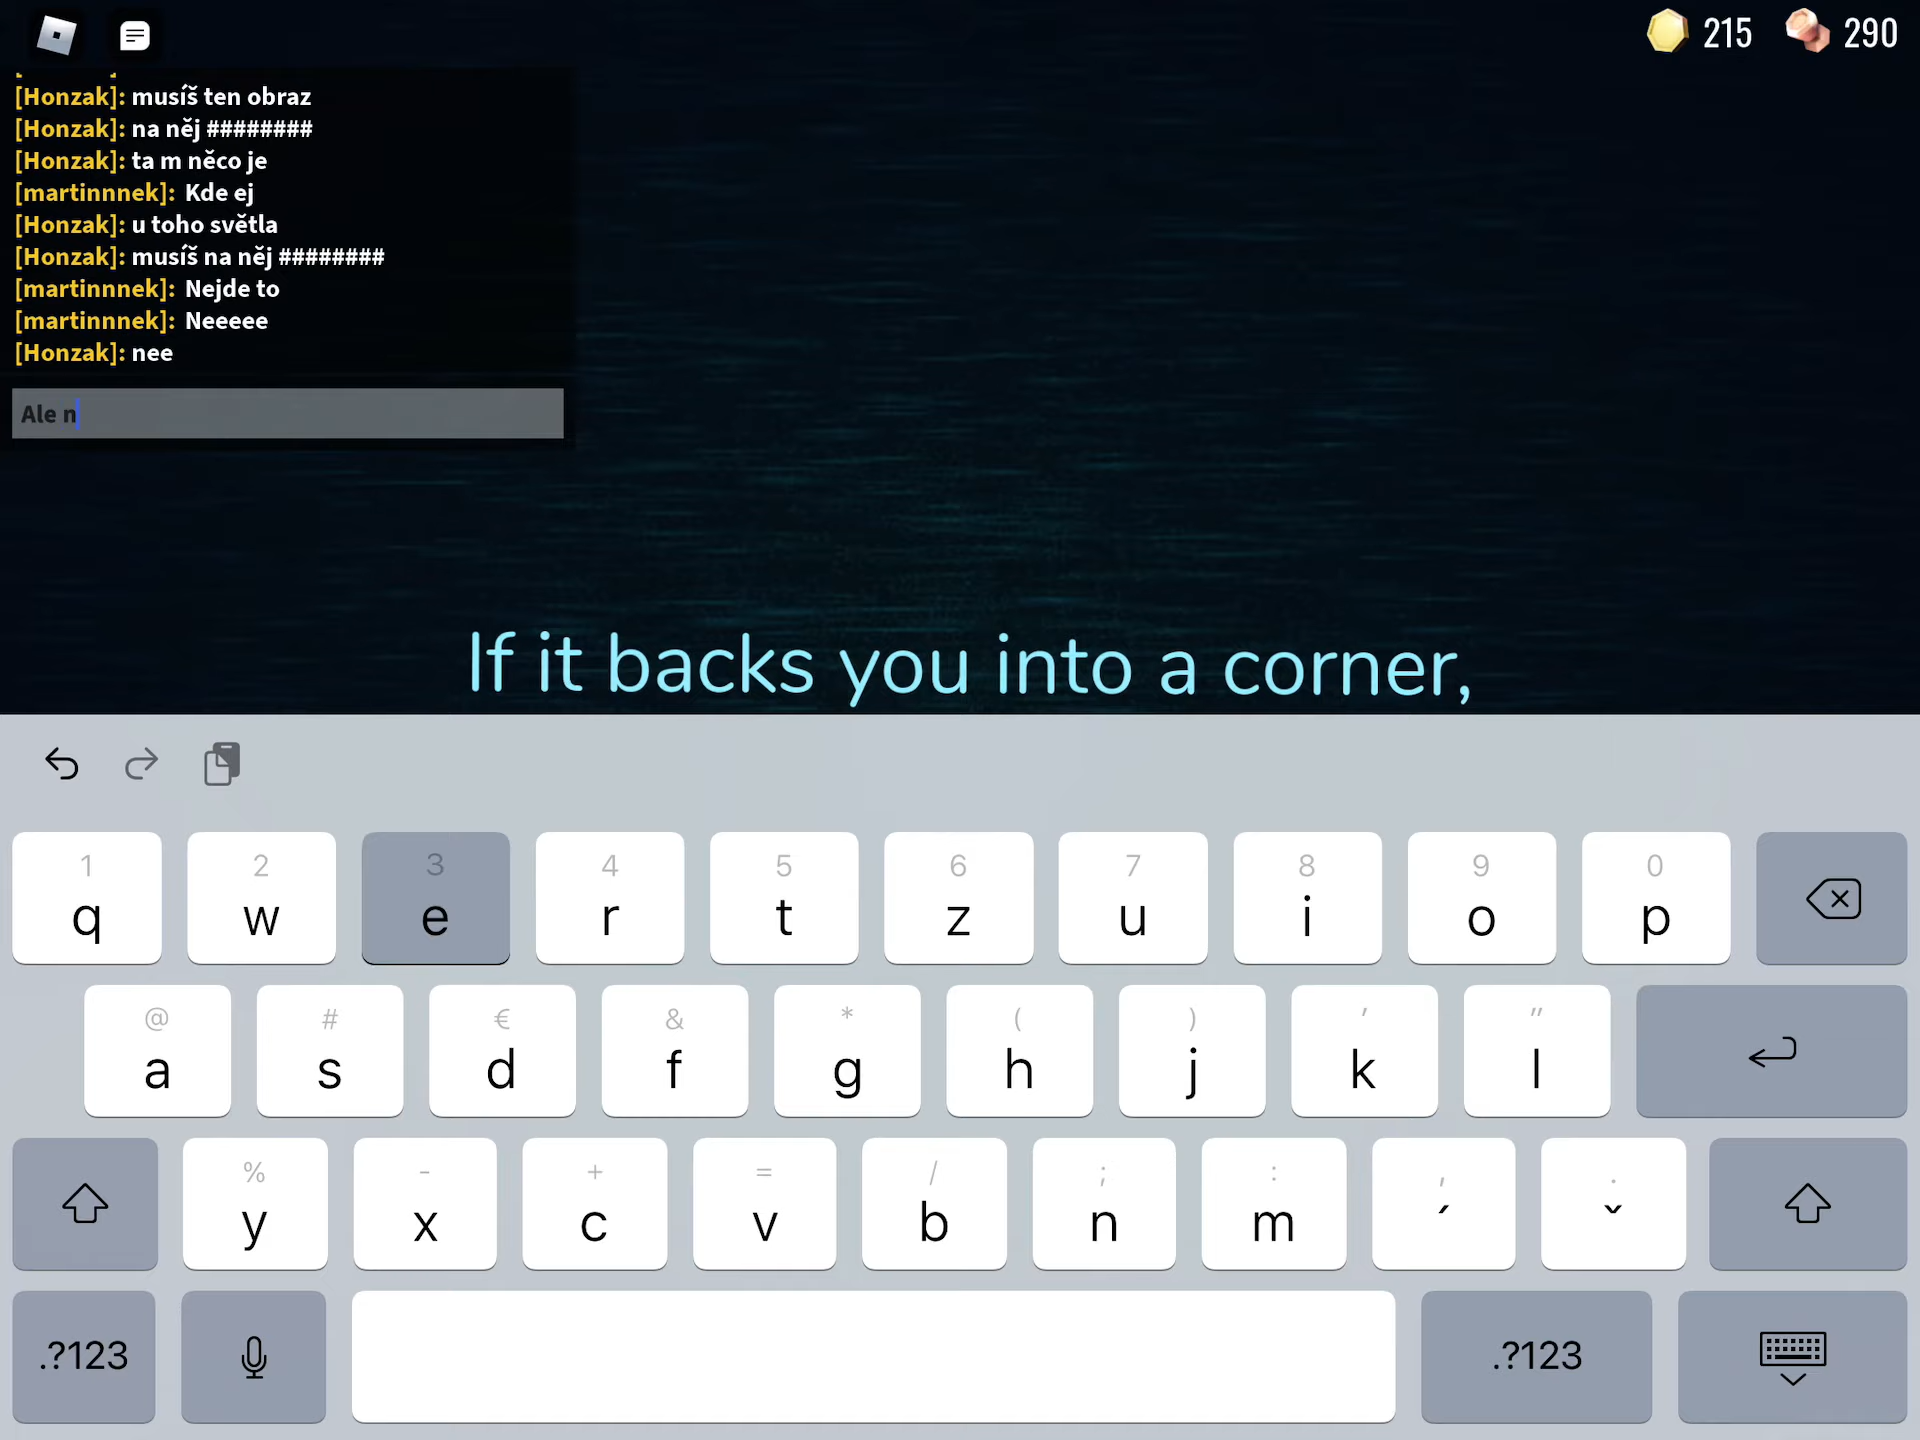 215
290
[Honzak]: musíš ten obraz
[Honzak]: na něj ########
[Honzak]: ta m něco je
[martinnnek]: Kde ej
[Honzak]: u toho světla
[Honzak]: musíš na něj ########
[martinnnek]: Nejde to
[martinnnek]: Neeeee
[Honzak]: nee
Ale n
If it backs you into a corner,
1 2 3 4 5 6 7 8 9 0
q w e r t z u i o p
@ # € & * ( ) ' "
a s d f g h j k l
% - + = / ; : , .
y x c v b n m ´ ˇ
.?123 .?123